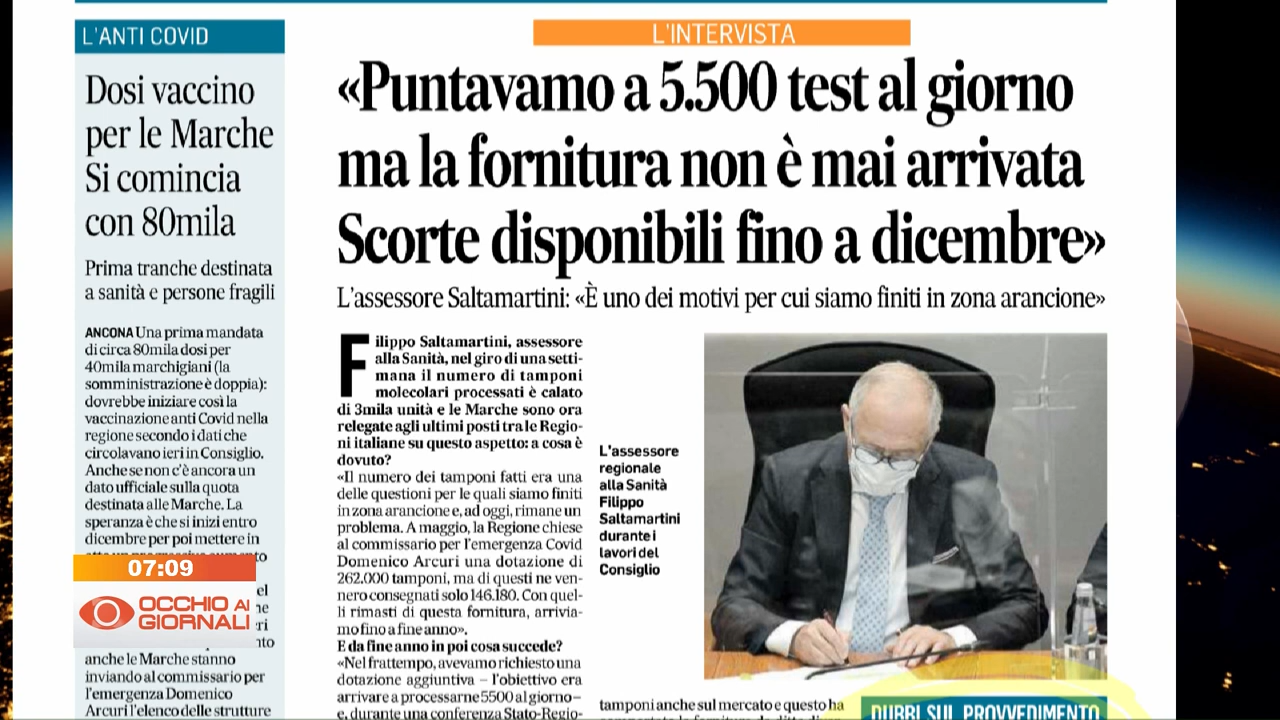 L'ANTI COVID
Dosi vaccino
per le Marche
Si comincia
con 80mila
Prima tranche destinata
a sanità e persone fragili
ANCONA Una prima mandata
di circa 80mila dosi per
40mila marchigiani (la
somministrazione è doppia):
dovrebbe iniziare così la
vaccinazione anti Covid nella
regione secondo i dati che
circolavano ieri in Consiglio.
Anche se non c'è ancora un
dato ufficiale sulla quota
destinata alle Marche. La
speranza è che si inizi entro
dicembre per poi mettere in
07:09
OCCHIO AI
GIORNALI
anche le Marche stanno
inviando al commissario per
l'emergenza Domenico
Arcuri l'elenco delle strutture
L'INTERVISTA
«Puntavamo a 5.500 test al giorno
ma la fornitura non è mai arrivata
Scorte disponibili fino a dicembre»
L'assessore Saltamartini: «È uno dei motivi per cui siamo finiti in zona arancione»
Filippo Saltamartini, assessore
alla Sanità, nel giro di una setti-
mana il numero di tamponi
molecolari processati è calato
di 3mila unità e le Marche sono ora
relegate agli ultimi posti tra le Regio-
ni italiane su questo aspetto: a cosa è
dovuto?
«Il numero dei tamponi fatti era una
delle questioni per le quali siamo finiti
in zona arancione e, ad oggi, rimane un
problema. A maggio, la Regione chiese
al commissario per l'emergenza Covid
Domenico Arcuri una dotazione di
262.000 tamponi, ma di questi ne ven-
nero consegnati solo 146.180. Con quel-
li rimasti di questa fornitura, arrivia-
mo fino a fine anno».
E da fine anno in poi cosa succede?
«Nel frattempo, avevamo richiesto una
dotazione aggiuntiva – l'obiettivo era
arrivare a processarne 5500 al giorno –
e, durante una conferenza Stato-Regio-
L'assessore
regionale
alla Sanità
Filippo
Saltamartini
durante i
lavori del
Consiglio
tamponi anche sul mercato e questo ha
DUBBI SUL PROVVEDIMENTO